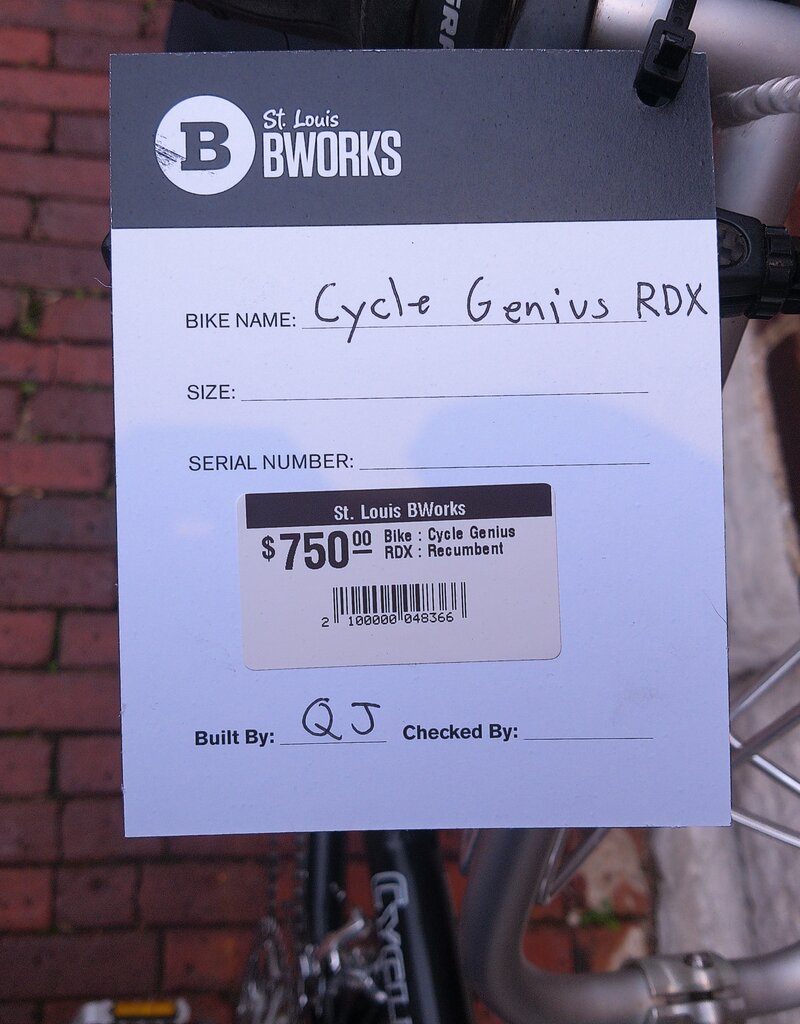 St. Louis
B BWORKS
BIKE NAME: Cycle Genius RDX
SIZE:
SERIAL NUMBER:
St. Louis BWorks
$750 00 Bike : Cycle Genius
RDX : Recumbent
2 100000 048366
Built By: QJ Checked By: